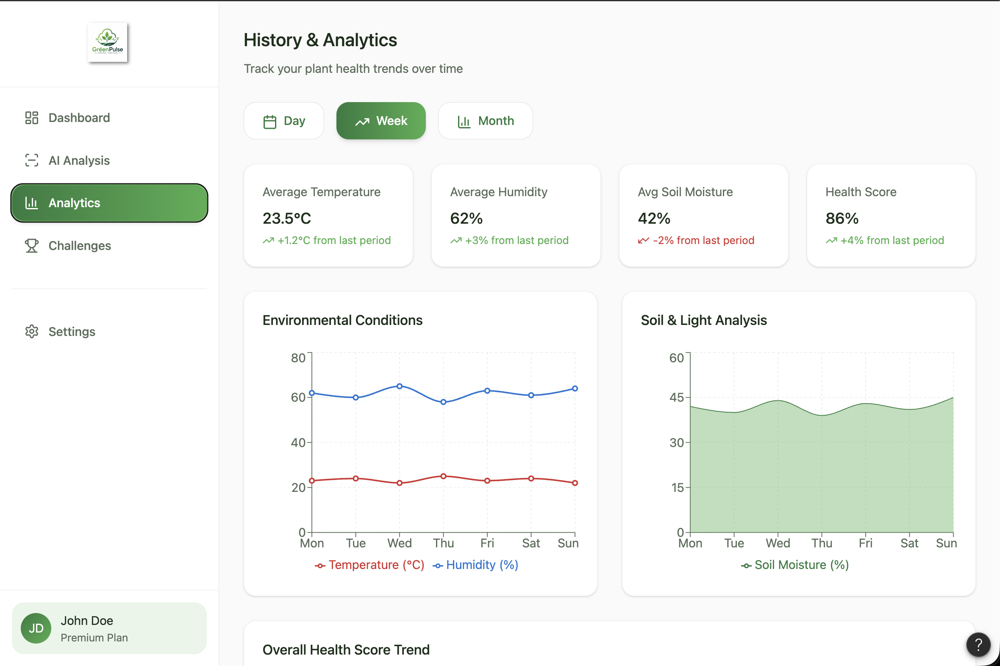 GreenPulse
Dashboard
AI Analysis
Analytics
Challenges
Settings
JD
John Doe
Premium Plan
History & Analytics
Track your plant health trends over time
Day
Week
Month
Average Temperature
23.5°C
+1.2°C from last period
Average Humidity
62%
+3% from last period
Avg Soil Moisture
42%
-2% from last period
Health Score
86%
+4% from last period
Environmental Conditions
80
60
40
20
0
Mon Tue Wed Thu Fri Sat Sun
Temperature (°C) Humidity (%)
Soil & Light Analysis
60
45
30
15
0
Mon Tue Wed Thu Fri Sat Sun
Soil Moisture (%)
Overall Health Score Trend
?